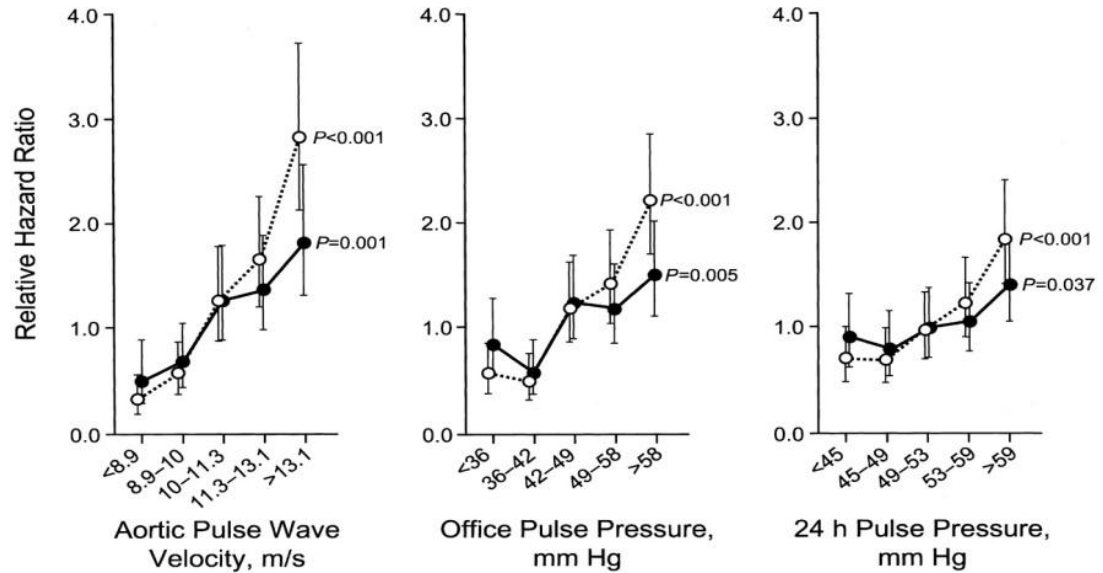 Relative Hazard Ratio
4.0
3.0
2.0
1.0
0.0
P<0.001
P=0.001
<8.9
8.9–10
10–11.3
11.3–13.1
>13.1
Aortic Pulse Wave
Velocity, m/s
4.0
3.0
2.0
1.0
0.0
P<0.001
P=0.005
<36
36–42
42–49
49–58
>58
Office Pulse Pressure,
mm Hg
4.0
3.0
2.0
1.0
0.0
P<0.001
P=0.037
<45
45–49
49–53
53–59
>59
24 h Pulse Pressure,
mm Hg